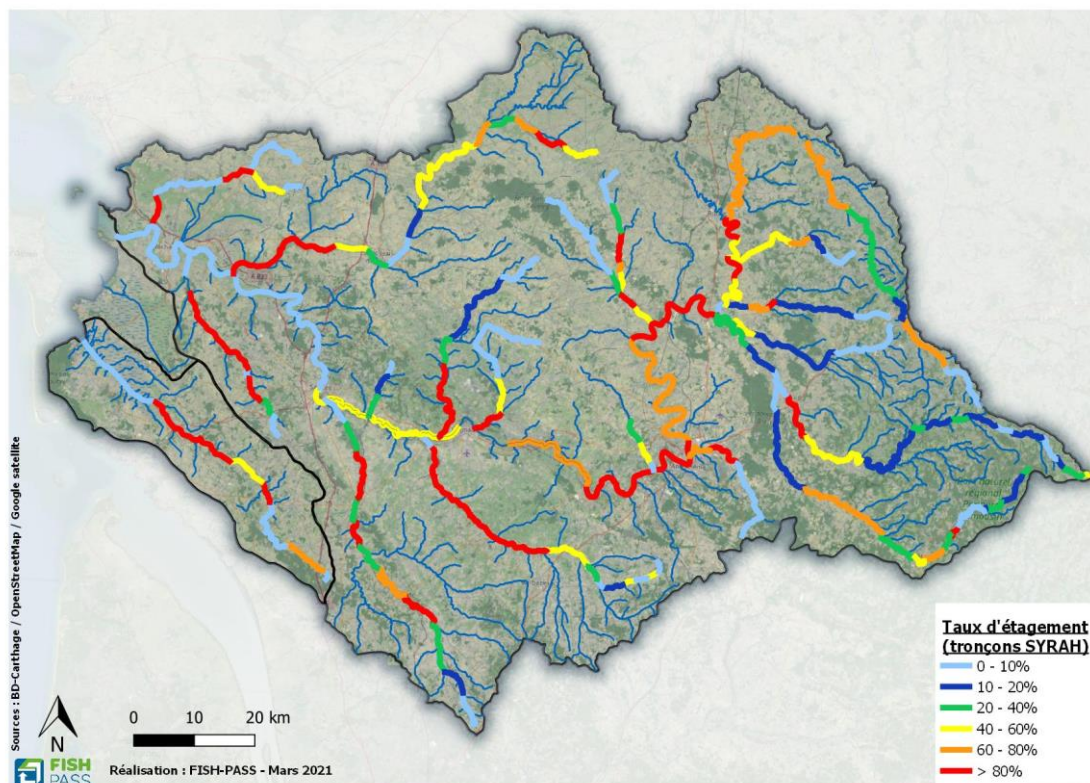 Sources : BD-Carthage / OpenStreetMap / Google satellite
N
0 10 20 km
FISH
PASS
Réalisation : FISH-PASS - Mars 2021
Taux d'étagement
(tronçons SYRAH)
0 - 10%
10 - 20%
20 - 40%
40 - 60%
60 - 80%
> 80%